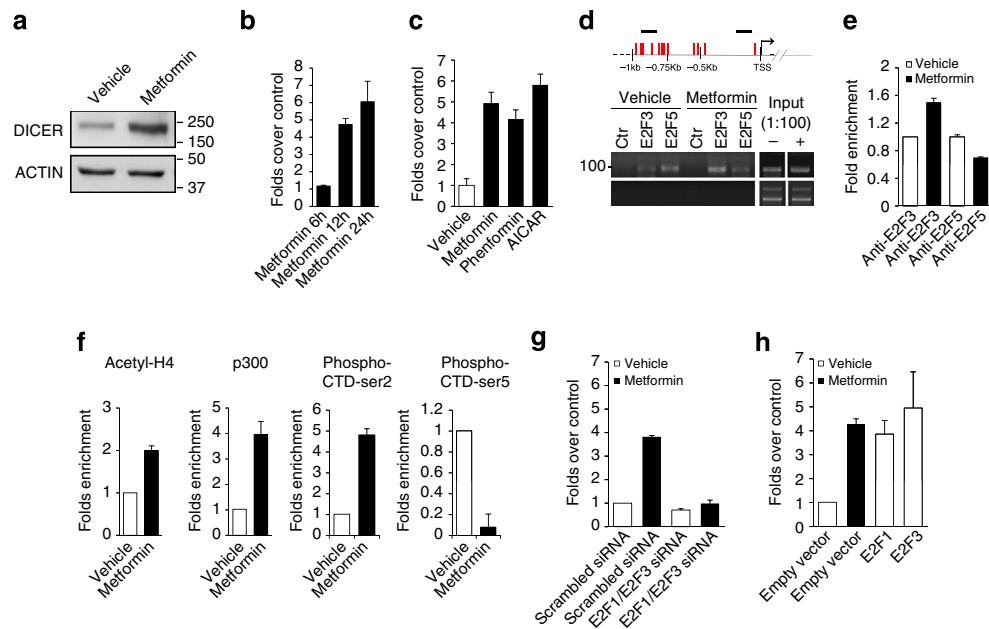 a
Vehicle
Metformin
DICER
ACTIN
250
150
50
37
b
Folds cover control
8
7
6
5
4
3
2
1
0
Metformin 6h
Metformin 12h
Metformin 24h
c
Folds over control
7
6
5
4
3
2
1
0
Vehicle
Metformin
Phenformin
AICAR
d
−1kb
−0.75Kb
−0.5Kb
TSS
Vehicle
Metformin
Input
(1:100)
Ctr
E2F3
E2F5
Ctr
E2F3
E2F5
−
+
100
e
Vehicle
Metformin
Fold enrichment
2
1.6
1.2
0.8
0.4
0
Anti-E2F3
Anti-E2F3
Anti-E2F5
Anti-E2F5
f
Acetyl-H4
Folds enrichment
3
2
1
0
Vehicle
Metformin
p300
5
4
3
2
1
0
Vehicle
Metformin
Phospho-
CTD-ser2
Folds enrichment
6
5
4
3
2
1
0
Vehicle
Metformin
Phospho-
CTD-ser5
Folds enrichment
1.2
1
0.8
0.6
0.4
0.2
0
Vehicle
Metformin
g
Vehicle
Metformin
Folds over control
7
6
5
4
3
2
1
0
Scrambled siRNA
Scrambled siRNA
E2F1/E2F3 siRNA
E2F1/E2F3 siRNA
h
Vehicle
Metformin
Folds over control
7
6
5
4
3
2
1
0
Empty vector
Empty vector
E2F1
E2F3